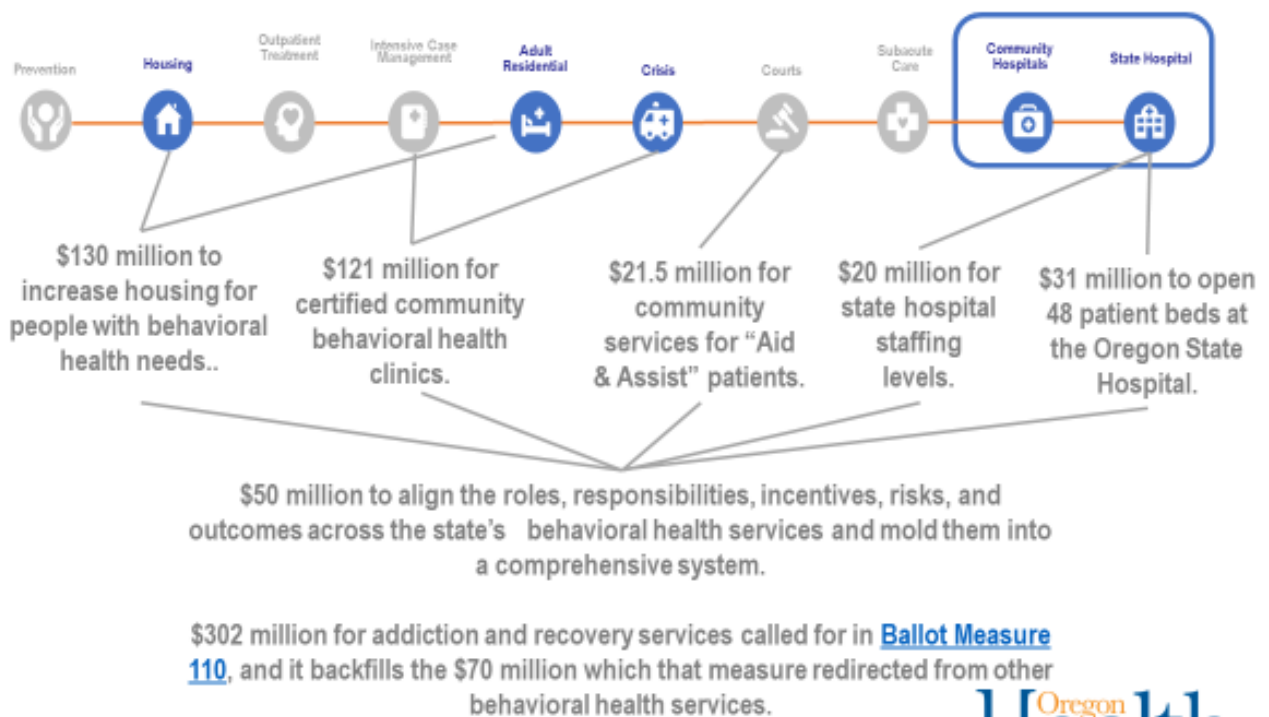 Prevention
Housing
Outpatient
Treatment
Intensive Case
Management
Adult
Residential
Crisis
Courts
Subacute
Care
Community
Hospitals
State Hospital
$130 million to
increase housing for
people with behavioral
health needs..
$121 million for
certified community
behavioral health
clinics.
$21.5 million for
community
services for “Aid
& Assist” patients.
$20 million for
state hospital
staffing
levels.
$31 million to open
48 patient beds at
the Oregon State
Hospital.
$50 million to align the roles, responsibilities, incentives, risks, and
outcomes across the state’s behavioral health services and mold them into
a comprehensive system.
$302 million for addiction and recovery services called for in Ballot Measure
110, and it backfills the $70 million which that measure redirected from other
behavioral health services.
Oregon